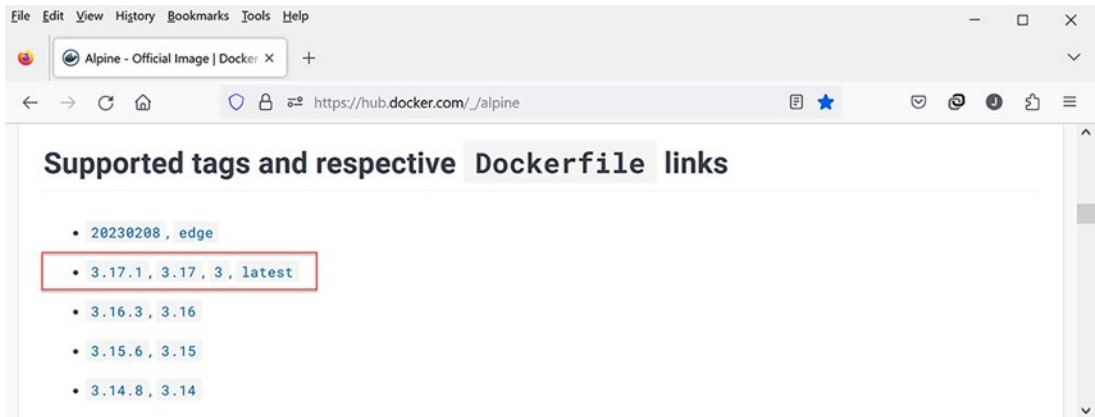 File Edit View History Bookmarks Tools Help
Alpine - Official Image | Docker
https://hub.docker.com/_/alpine
Supported tags and respective Dockerfile links
• 20230208, edge
• 3.17.1, 3.17, 3, latest
• 3.16.3, 3.16
• 3.15.6, 3.15
• 3.14.8, 3.14